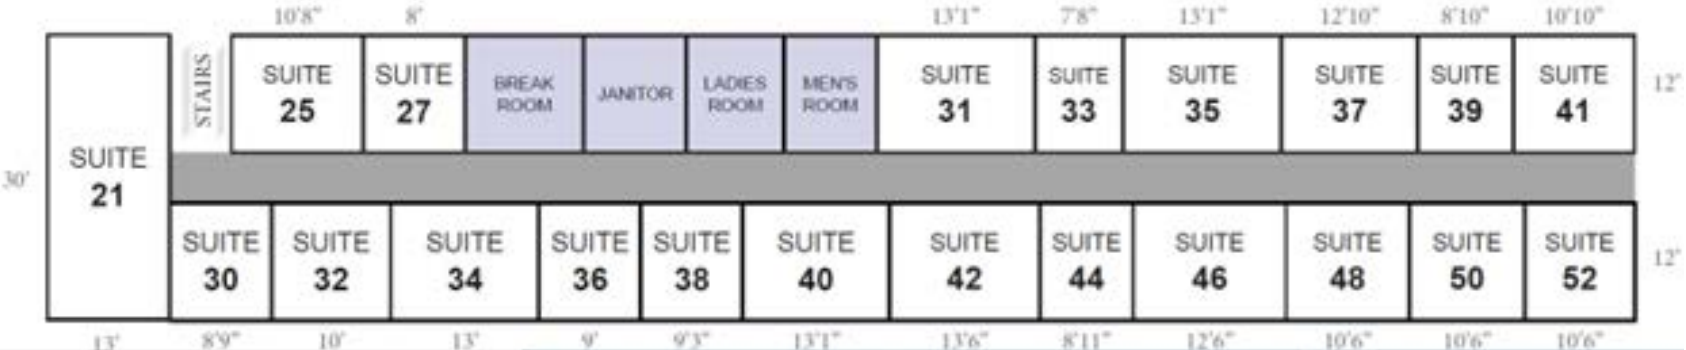 10'8" 8' 13'1" 7'8" 13'1" 12'10" 8'10" 10'10"
STAIRS
SUITE
25
SUITE
27
BREAK
ROOM
JANITOR
LADIES
ROOM
MEN'S
ROOM
SUITE
31
SUITE
33
SUITE
35
SUITE
37
SUITE
39
SUITE
41
12'
30'
SUITE
21
SUITE
30
SUITE
32
SUITE
34
SUITE
36
SUITE
38
SUITE
40
SUITE
42
SUITE
44
SUITE
46
SUITE
48
SUITE
50
SUITE
52
12'
13' 8'9" 10' 13' 9' 9'3" 13'1" 13'6" 8'11" 12'6" 10'6" 10'6" 10'6"